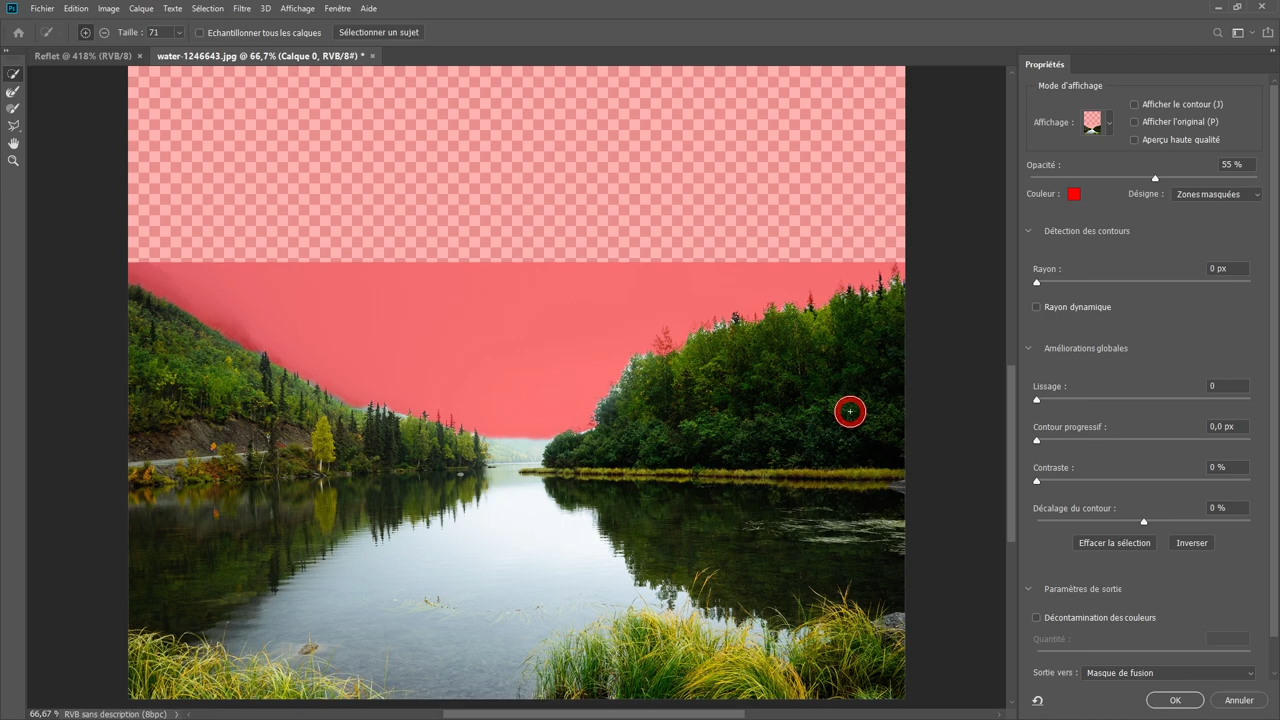 Ps Fichier Edition Image Calque Texte Sélection Filtre 3D Affichage Fenêtre Aide
Taille : 71 Echantillonner tous les calques Sélectionner un sujet
Reflet @ 418% (RVB/8) × water-1246643.jpg @ 66,7% (Calque 0, RVB/8#) * ×
Propriétés
Mode d'affichage
Affichage :
Afficher le contour (J)
Afficher l'original (P)
Aperçu haute qualité
Opacité : 55 %
Couleur : Désigne : Zones masquées
Détection des contours
Rayon : 0 px
Rayon dynamique
Améliorations globales
Lissage : 0
Contour progressif : 0,0 px
Contraste : 0 %
Décalage du contour : 0 %
Effacer la sélection Inverser
Paramètres de sortie
Décontamination des couleurs
Quantité :
Sortie vers : Masque de fusion
OK Annuler
66,67 % RVB sans description (8bpc)